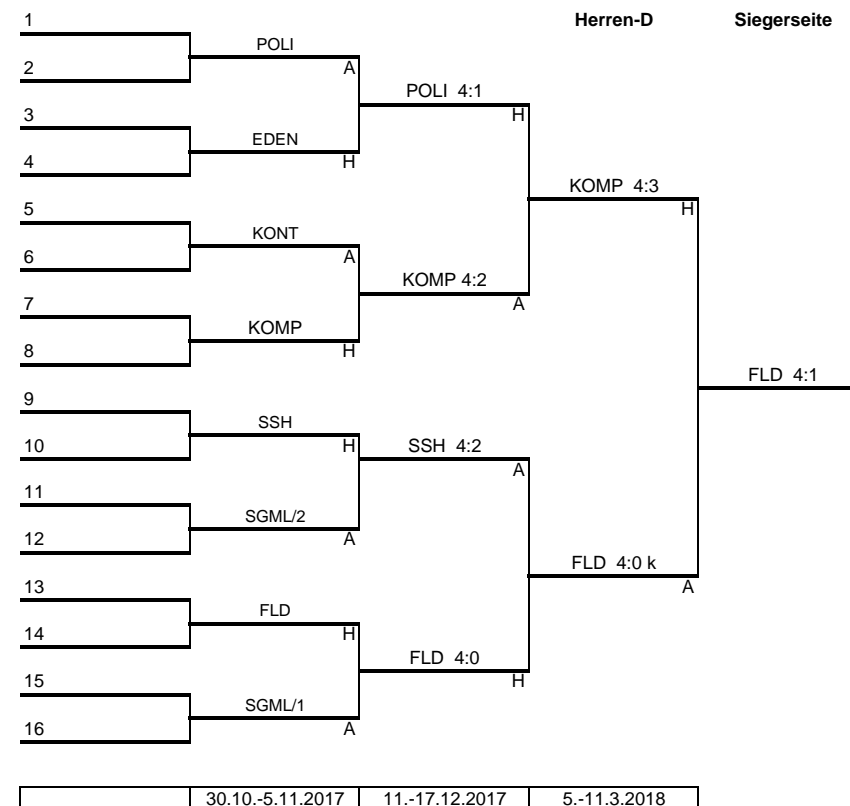 1 Herren-D Siegerseite
POLI
2 A
POLI 4:1
3 H
EDEN
4 H
KOMP 4:3
5 H
KONT
6 A
KOMP 4:2
7 A
KOMP
8 H
FLD 4:1
9
SSH
10 H SSH 4:2
A
11
SGML/2
12 A
FLD 4:0 k
13 A
FLD
14 H
FLD 4:0
15 H
SGML/1
16 A
30.10.-5.11.2017 11.-17.12.2017 5.-11.3.2018